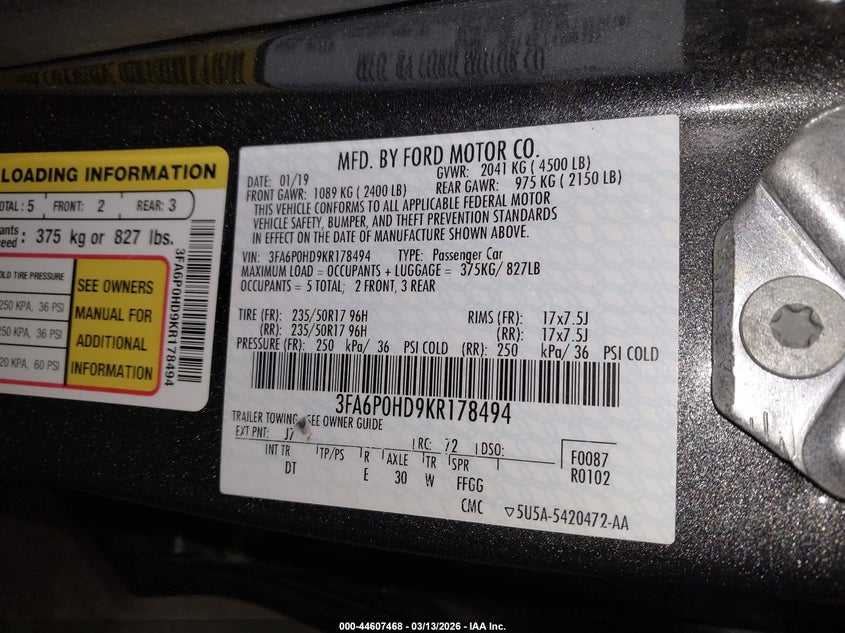 LOADING INFORMATION
TOTAL : 5 FRONT: 2 REAR: 3
375 kg or 827 lbs.
COLD TIRE PRESSURE
250 KPA, 36 PSI
250 KPA, 36 PSI
420 KPA, 60 PSI
SEE OWNERS
MANUAL FOR
ADDITIONAL
INFORMATION
3FA6P0HD9KR178494
MFD. BY FORD MOTOR CO.
DATE: 01/19 GVWR: 2041 KG ( 4500 LB)
FRONT GAWR: 1089 KG ( 2400 LB) REAR GAWR: 975 KG ( 2150 LB)
THIS VEHICLE CONFORMS TO ALL APPLICABLE FEDERAL MOTOR
VEHICLE SAFETY, BUMPER, AND THEFT PREVENTION STANDARDS
IN EFFECT ON THE DATE OF MANUFACTURE SHOWN ABOVE.
VIN: 3FA6P0HD9KR178494 TYPE: Passenger Car
MAXIMUM LOAD = OCCUPANTS + LUGGAGE = 375KG/ 827LB
OCCUPANTS = 5 TOTAL; 2 FRONT, 3 REAR
TIRE (FR): 235/50R17 96H RIMS (FR): 17x7.5J
(RR): 235/50R17 96H (RR): 17x7.5J
PRESSURE (FR): 250 kPa/ 36 PSI COLD (RR): 250 kPa/ 36 PSI COLD
3FA6P0HD9KR178494
TRAILER TOWING- SEE OWNER GUIDE
EXT PNT: J7 RC: 72 DSO: F0087
INT TR TP/PS R AXLE TR SPR R0102
DT E 30 W FFGG
CMC ▽5U5A-5420472-AA
000-44607468 | 03/13/2026 - IAA Inc.